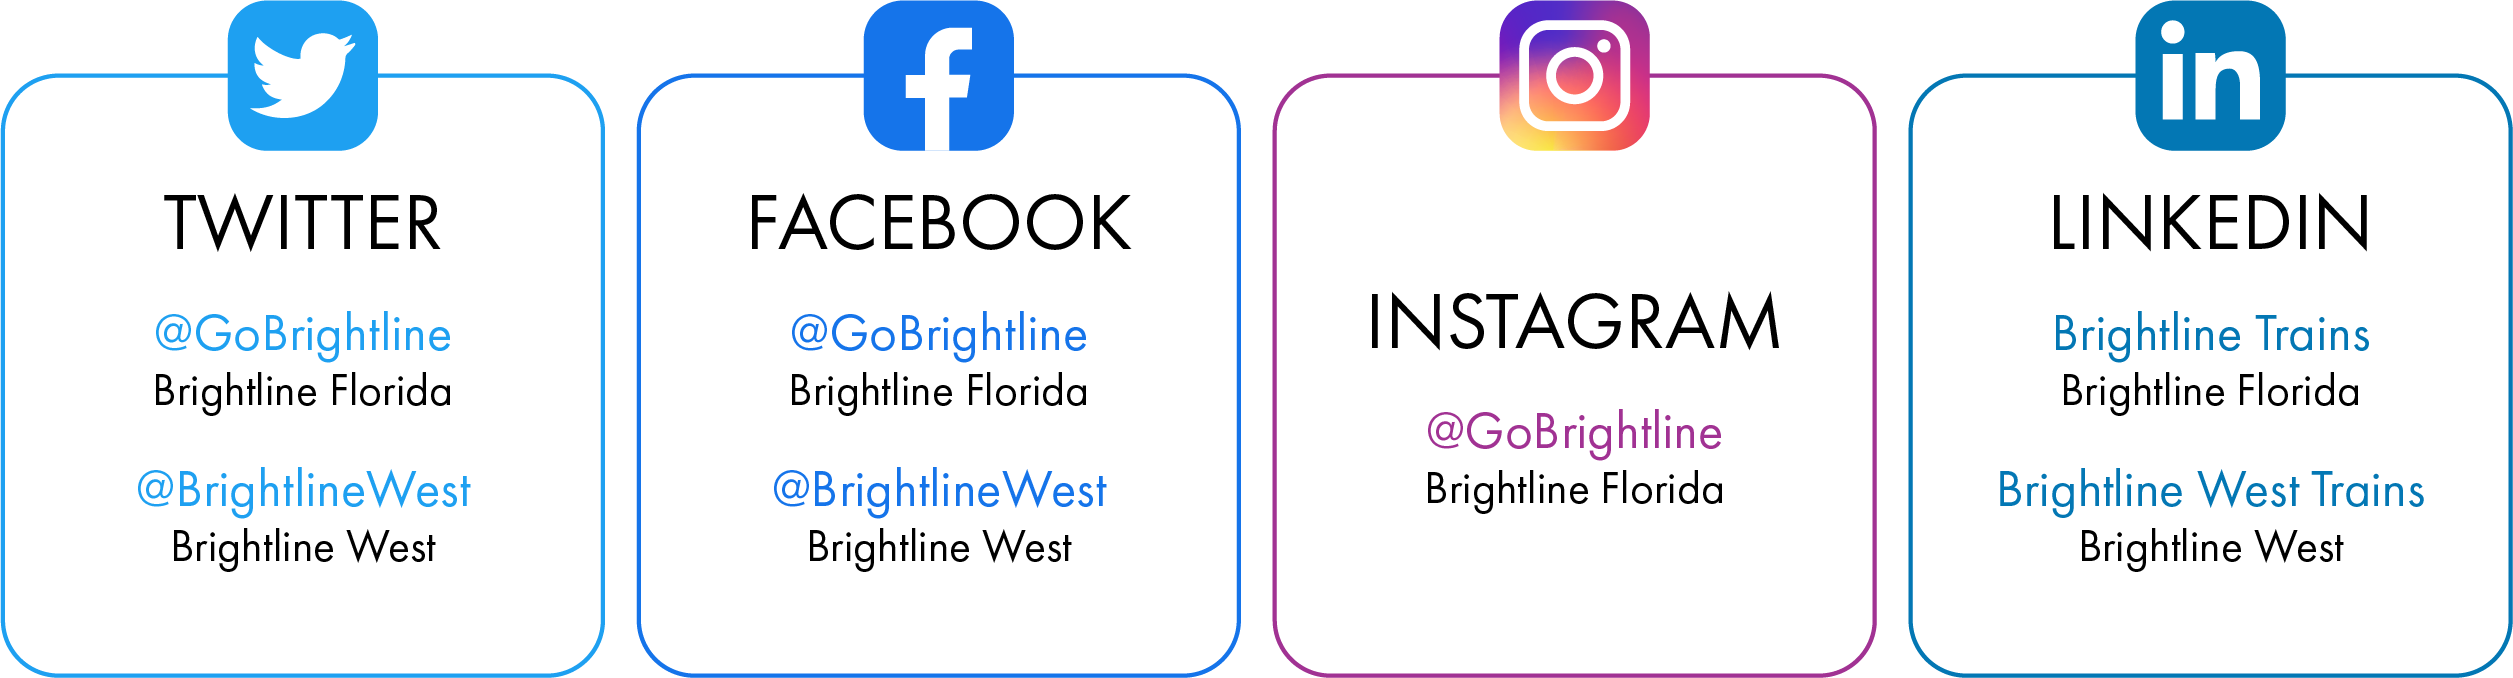 TWITTER
@GoBrightline
Brightline Florida
@BrightlineWest
Brightline West
FACEBOOK
@GoBrightline
Brightline Florida
@BrightlineWest
Brightline West
INSTAGRAM
@GoBrightline
Brightline Florida
in
LINKEDIN
Brightline Trains
Brightline Florida
Brightline West Trains
Brightline West